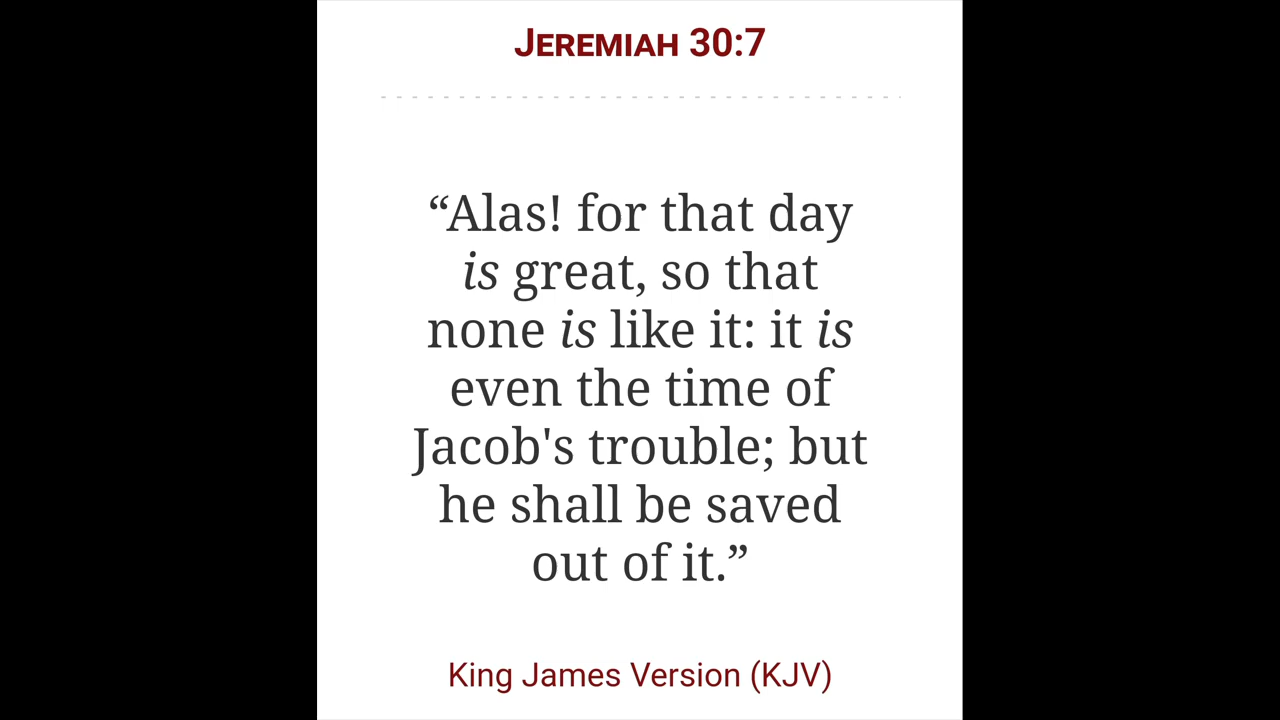 Jeremiah 30:7
“Alas! for that day
is great, so that
none is like it: it is
even the time of
Jacob's trouble; but
he shall be saved
out of it.”
King James Version (KJV)